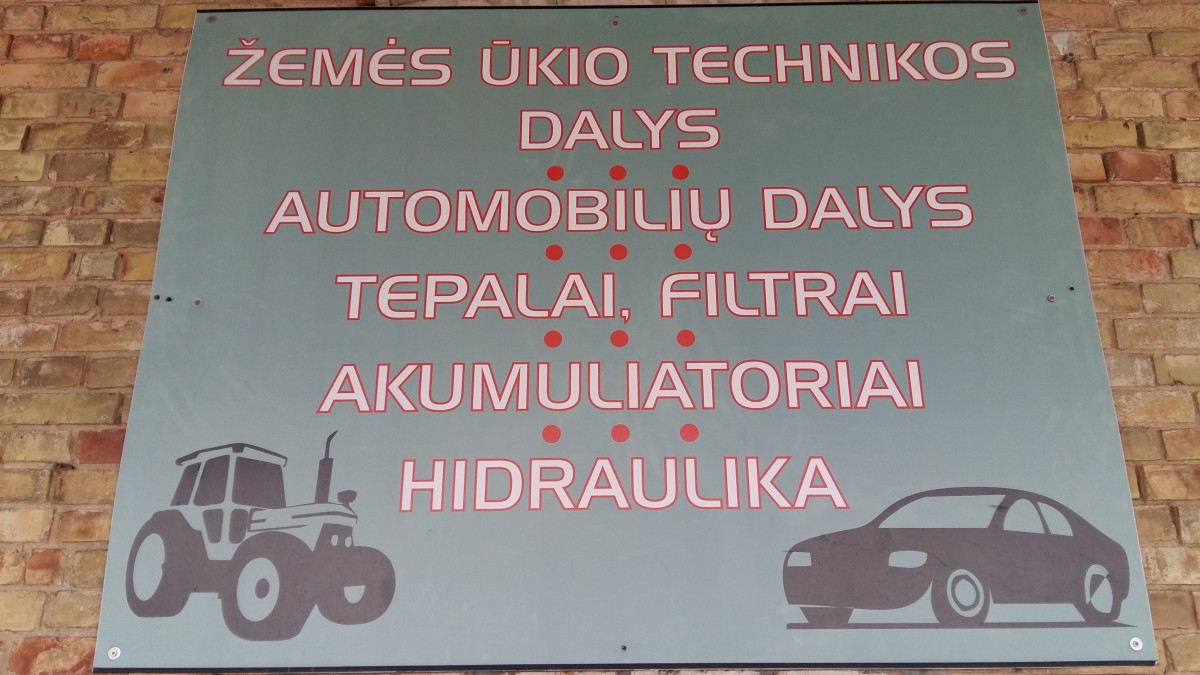 ŽEMĖS ŪKIO TECHNIKOS
DALYS
AUTOMOBILIŲ DALYS
TEPALAI, FILTRAI
AKUMULIATORIAI
HIDRAULIKA